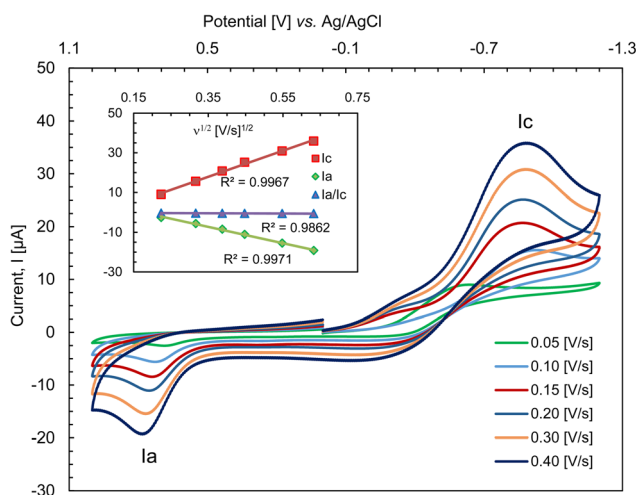 Potential [V] vs. Ag/AgCl
1.1 0.5 -0.1 -0.7 -1.3
50
40
30
20
10
0
-10
-20
-30
Current, I [µA]
0.15 0.35 0.55 0.75
ν1/2 [V/s]1/2
50
30
10
-10
-30
Ic
Ia
Ia/Ic
R² = 0.9967
R² = 0.9862
R² = 0.9971
Ic
Ia
0.05 [V/s]
0.10 [V/s]
0.15 [V/s]
0.20 [V/s]
0.30 [V/s]
0.40 [V/s]